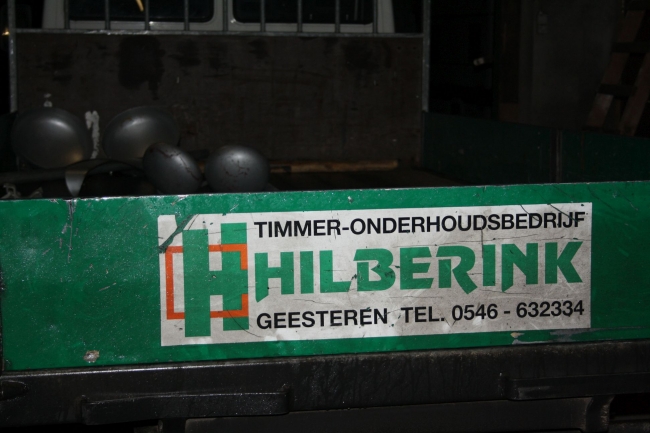 TIMMER-ONDERHOUDSBEDRIJF
H HILBERINK
GEESTEREN TEL. 0546 - 632334